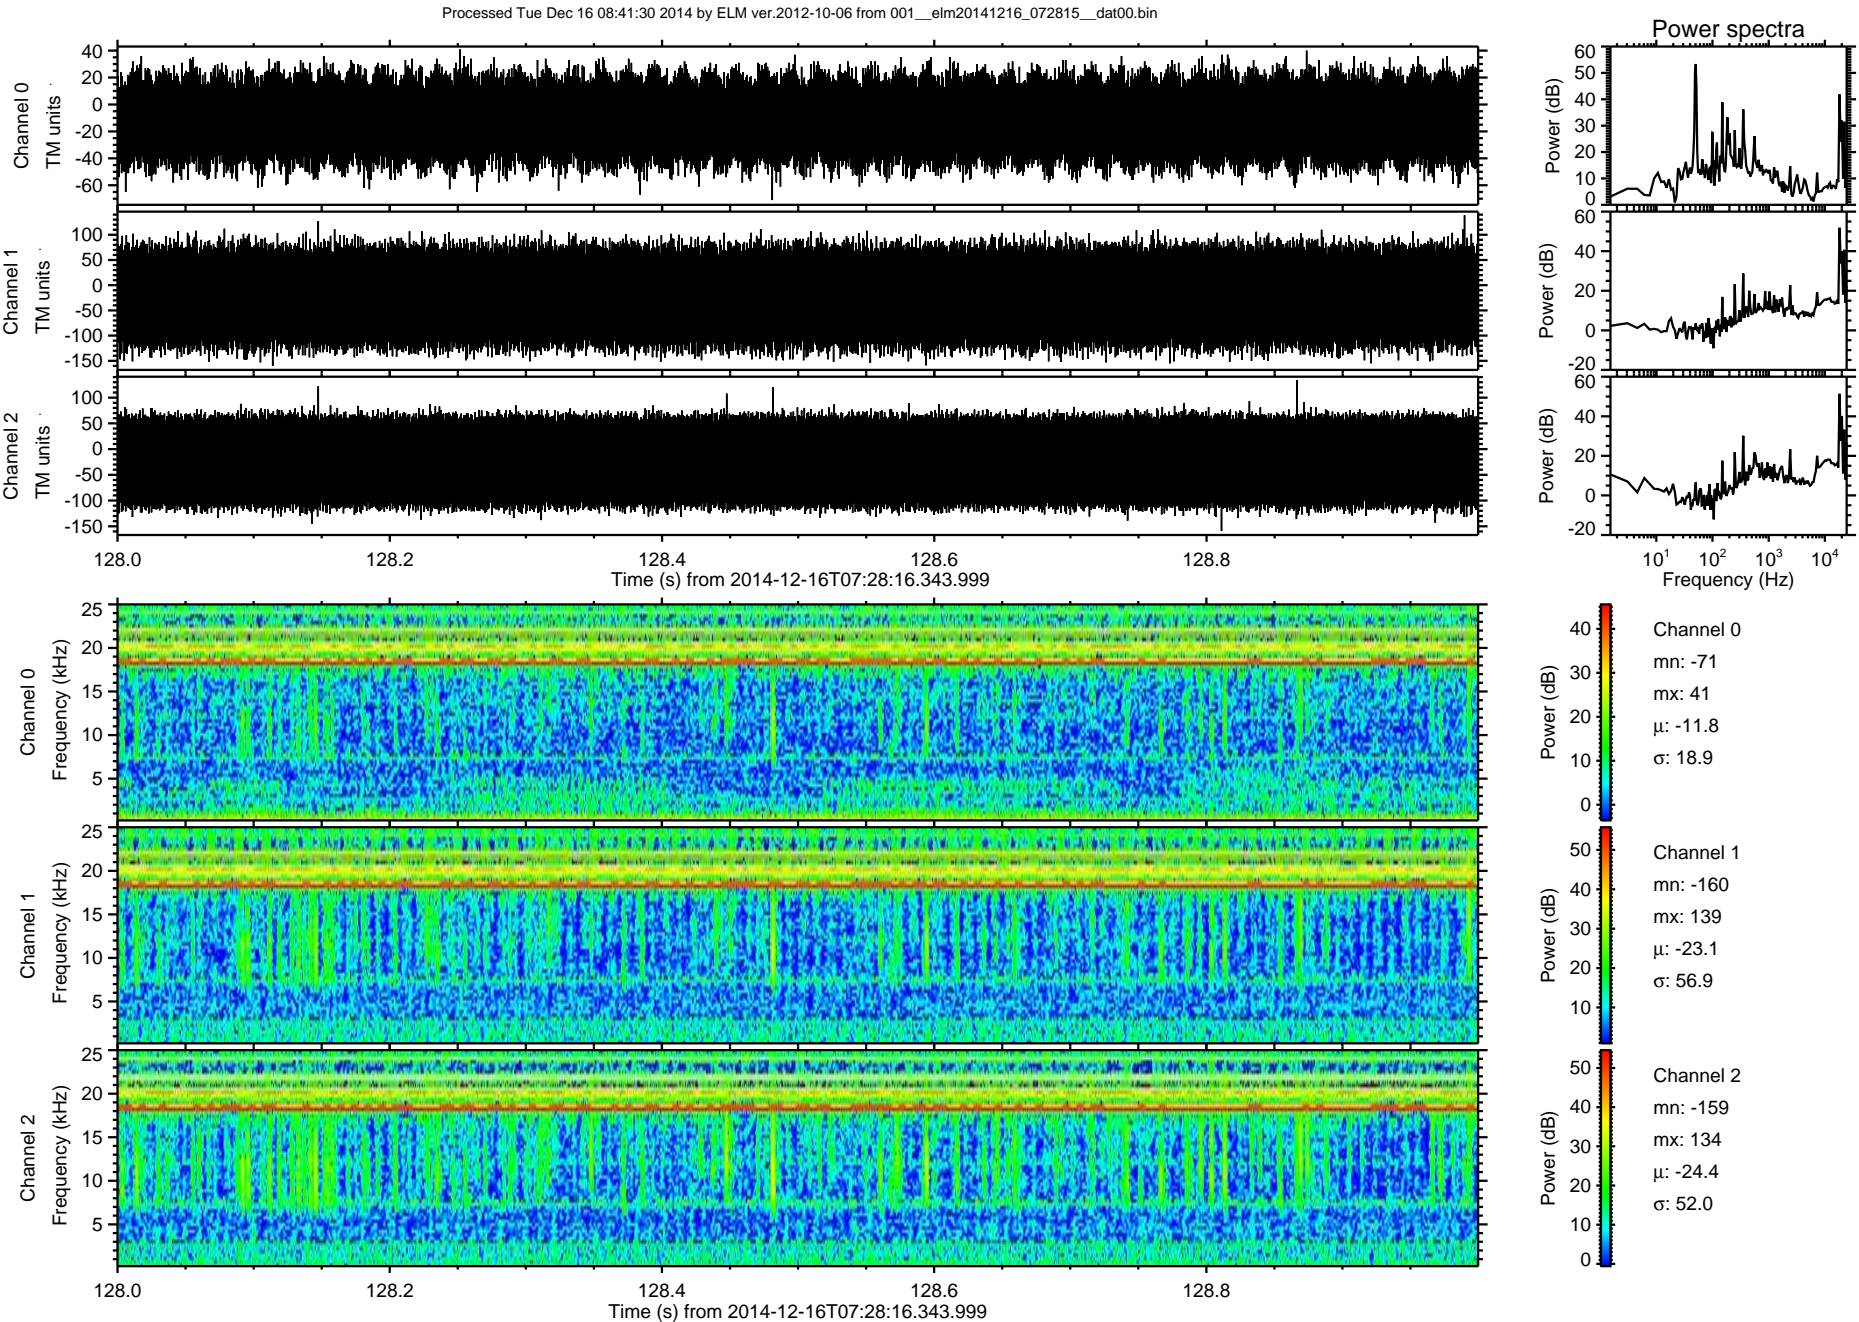 Processed Tue Dec 16 08:41:30 2014 by ELM ver.2012-10-06 from 001__elm20141216_072815__dat00.bin
Power spectra
Channel 0
TM units
40
20
0
-20
-40
-60
Power (dB)
60
50
40
30
20
10
0
Channel 1
TM units
100
50
0
-50
-100
-150
Power (dB)
60
40
20
0
-20
Channel 2
TM units
100
50
0
-50
-100
-150
Power (dB)
60
40
20
0
-20
128.0 128.2 128.4 128.6 128.8
Time (s) from 2014-12-16T07:28:16.343.999
10¹ 10² 10³ 10⁴
Frequency (Hz)
Channel 0
Frequency (kHz)
25
20
15
10
5
Power (dB)
40
30
20
10
0
Channel 0
mn: -71
mx: 41
µ: -11.8
σ: 18.9
Channel 1
Frequency (kHz)
25
20
15
10
5
Power (dB)
50
40
30
20
10
Channel 1
mn: -160
mx: 139
µ: -23.1
σ: 56.9
Channel 2
Frequency (kHz)
25
20
15
10
5
Power (dB)
50
40
30
20
10
0
Channel 2
mn: -159
mx: 134
µ: -24.4
σ: 52.0
128.0 128.2 128.4 128.6 128.8
Time (s) from 2014-12-16T07:28:16.343.999